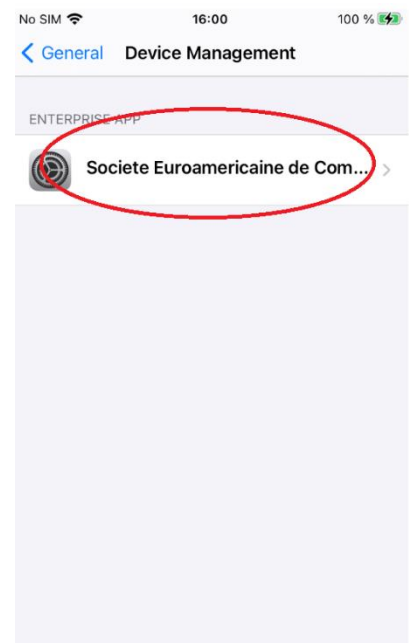 No SIM 16:00 100 %
General Device Management
ENTERPRISE APP
Societe Euroamericaine de Com...